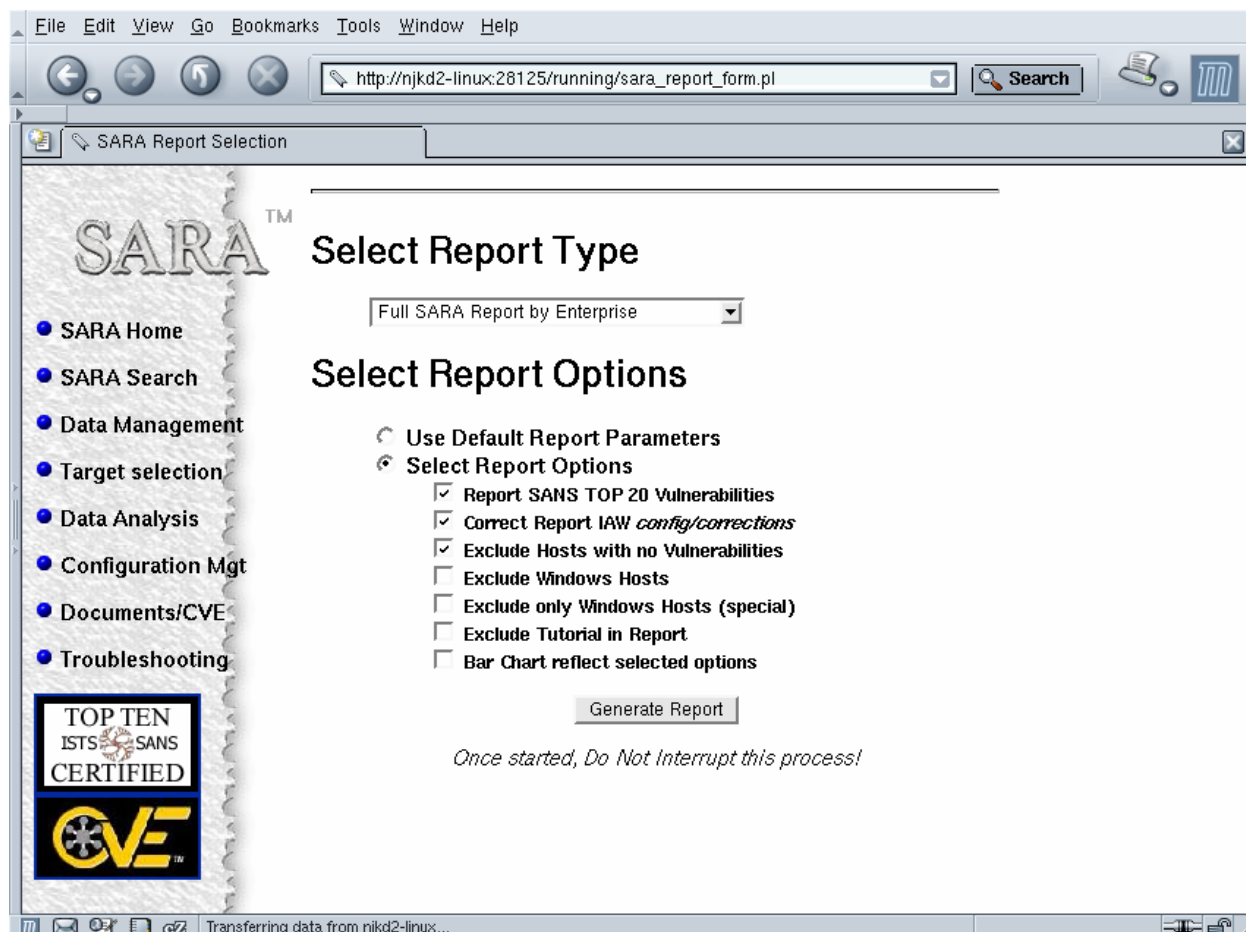 File Edit View Go Bookmarks Tools Window Help
http://njkd2-linux:28125/running/sara_report_form.pl
Search
SARA Report Selection
SARA TM
SARA Home
SARA Search
Data Management
Target selection
Data Analysis
Configuration Mgt
Documents/CVE
Troubleshooting
TOP TEN
ISTS SANS
CERTIFIED
CVE
Select Report Type
Full SARA Report by Enterprise
Select Report Options
Use Default Report Parameters
Select Report Options
Report SANS TOP 20 Vulnerabilities
Correct Report IAW config/corrections
Exclude Hosts with no Vulnerabilities
Exclude Windows Hosts
Exclude only Windows Hosts (special)
Exclude Tutorial in Report
Bar Chart reflect selected options
Generate Report
Once started, Do Not Interrupt this process!
Transferring data from njkd2-linux...